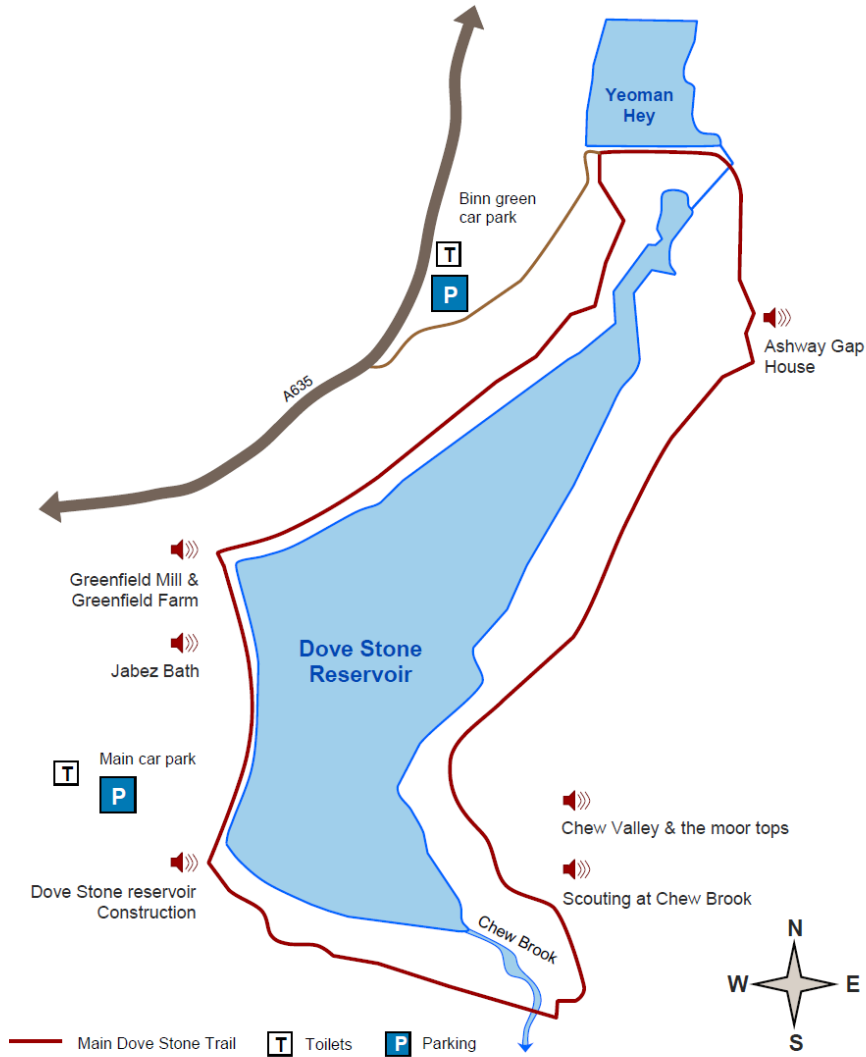 Yeoman
Hey
Binn green
car park
T
P
Ashway Gap
House
A635
Greenfield Mill &
Greenfield Farm
Dove Stone
Reservoir
Jabez Bath
Main car park
T
P
Chew Valley & the moor tops
Dove Stone reservoir
Construction
Scouting at Chew Brook
Chew Brook
N
W
E
S
Main Dove Stone Trail
T Toilets
P Parking